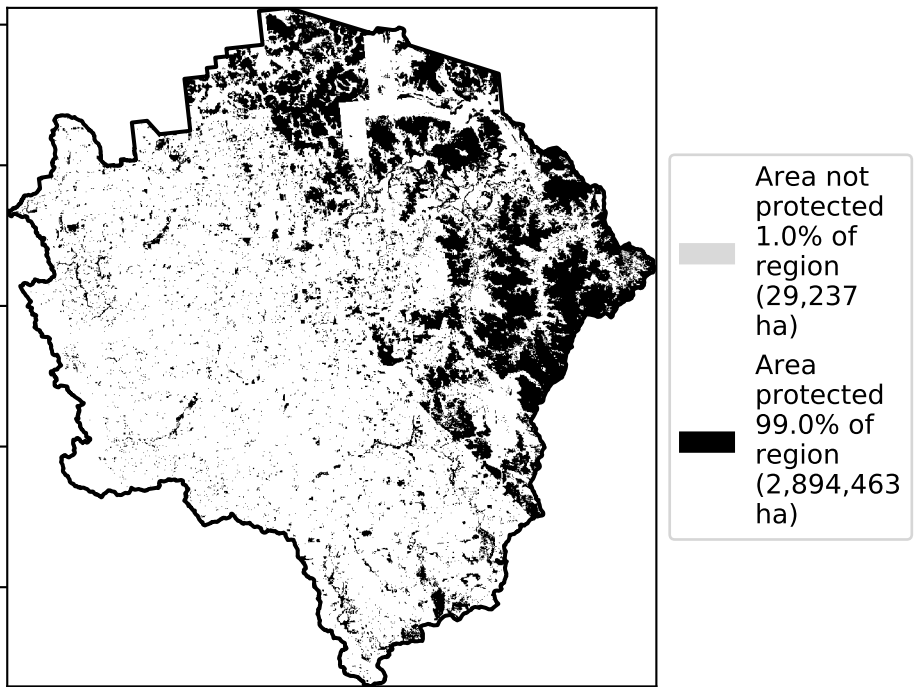 Area not
protected
1.0% of
region
(29,237
ha)
Area
protected
99.0% of
region
(2,894,463
ha)